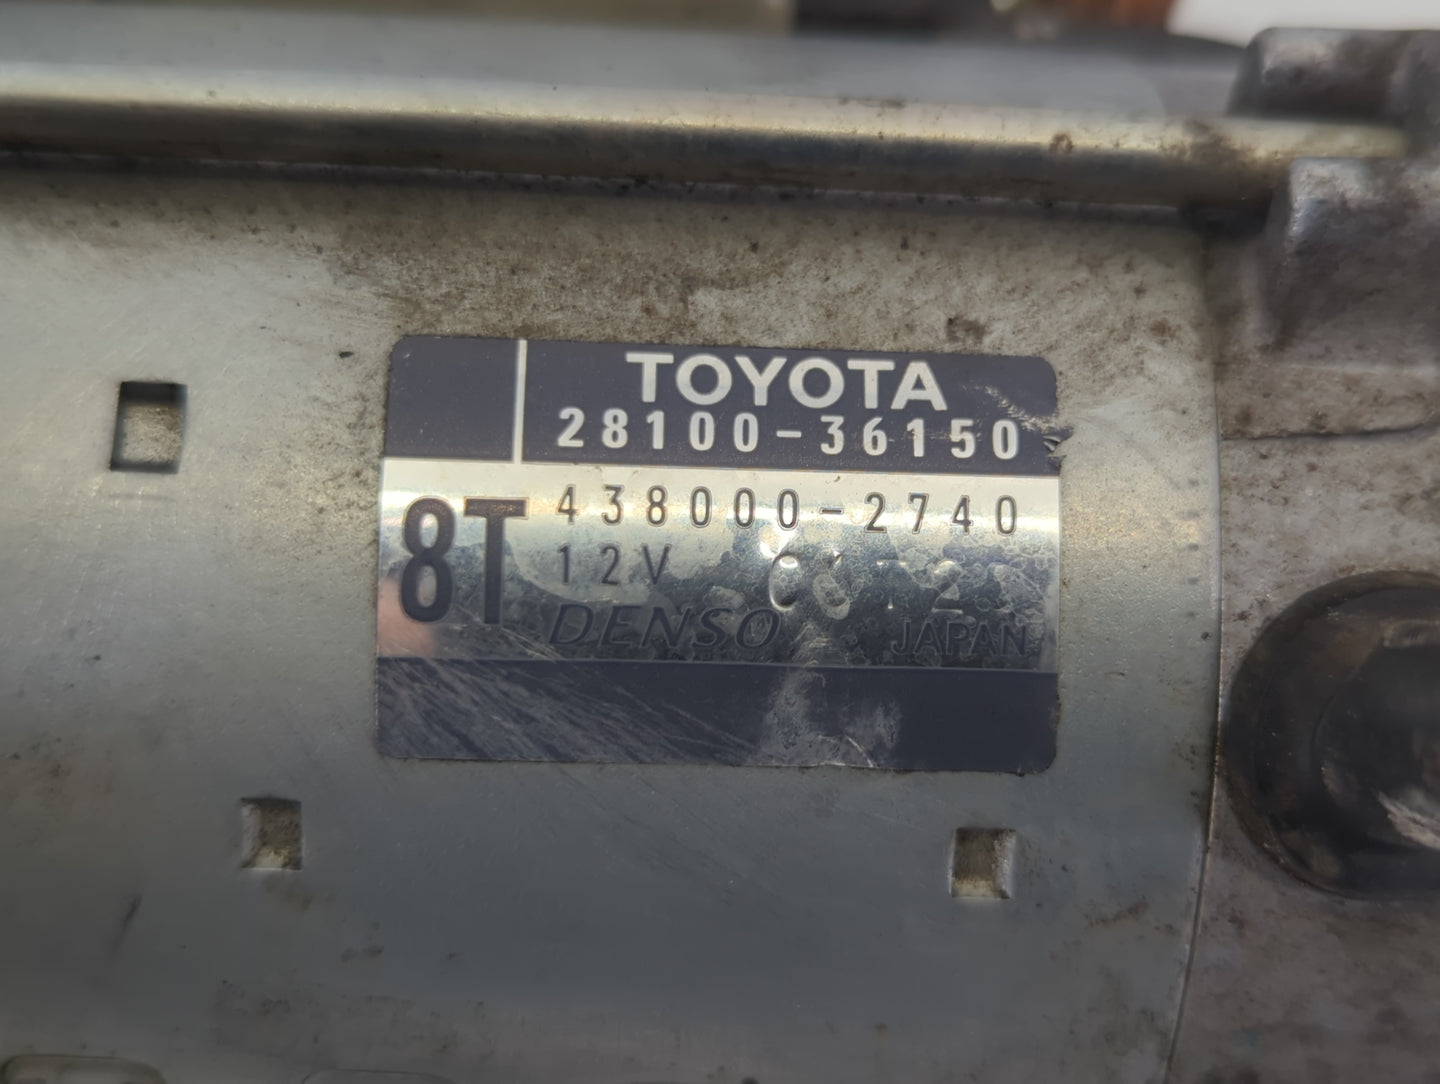 TOYOTA
28100-36150
8T
438000-2740
12V
DENSO
JAPAN